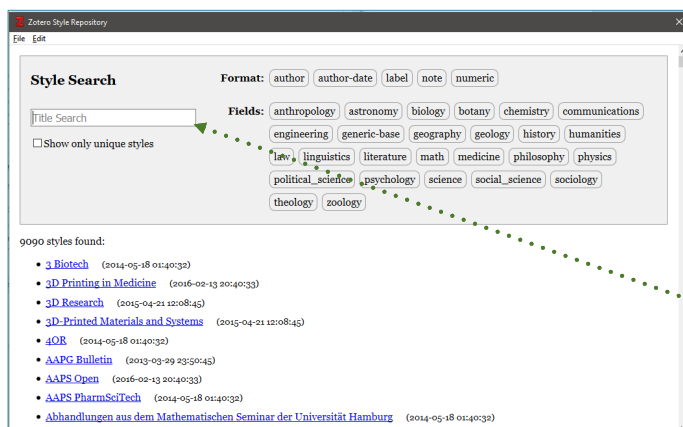 Zotero Style Repository
File Edit
Style Search
Title Search
Show only unique styles
Format: author author-date label note numeric
Fields: anthropology astronomy biology botany chemistry communications
engineering generic-base geography geology history humanities
law linguistics literature math medicine philosophy physics
political_science psychology science social_science sociology
theology zoology
9090 styles found:
3 Biotech (2014-05-18 01:40:32)
3D Printing in Medicine (2016-02-13 20:40:33)
3D Research (2015-04-21 12:08:45)
3D-Printed Materials and Systems (2015-04-21 12:08:45)
4OR (2014-05-18 01:40:32)
AAPG Bulletin (2013-03-29 23:50:45)
AAPS Open (2016-02-13 20:40:33)
AAPS PharmSciTech (2014-05-18 01:40:32)
Abhandlungen aus dem Mathematischen Seminar der Universität Hamburg (2014-05-18 01:40:32)